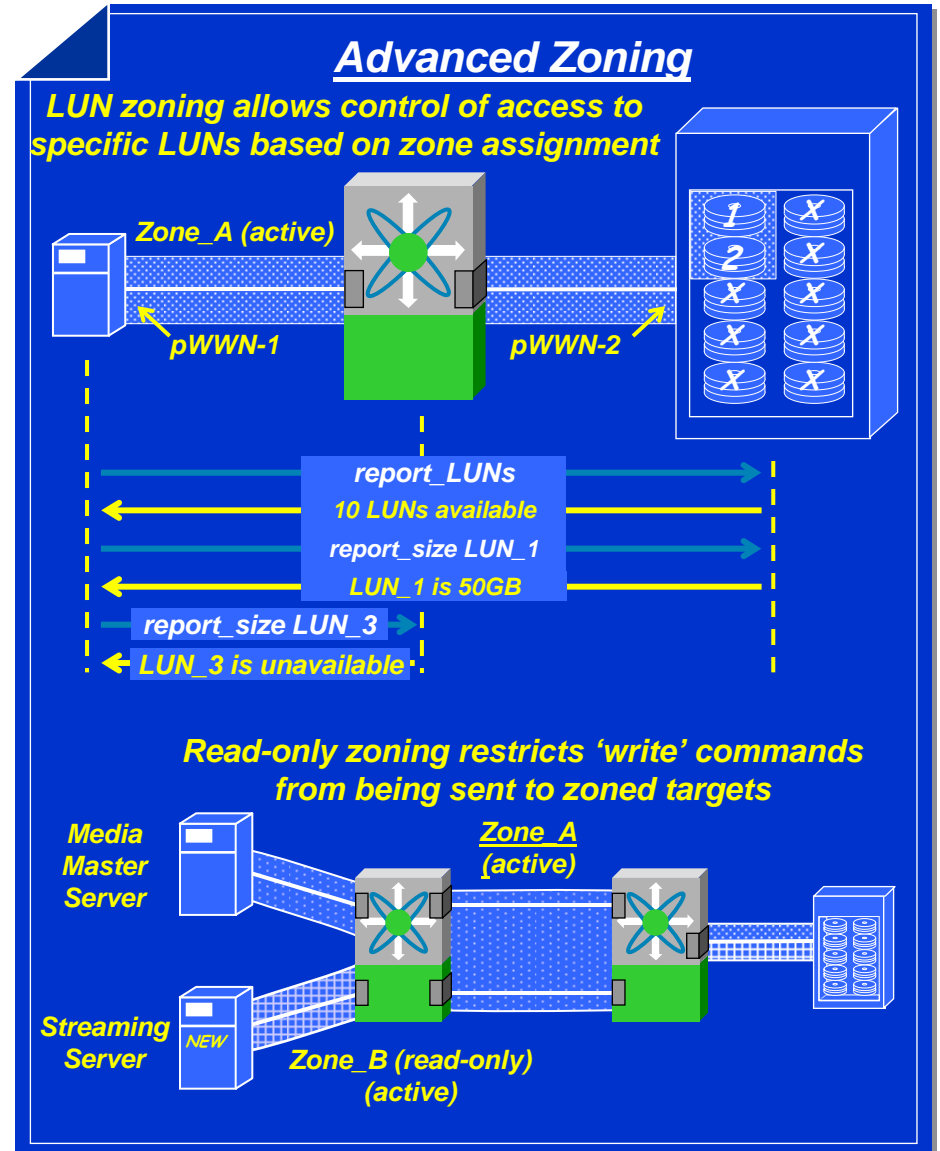 Advanced Zoning
LUN zoning allows control of access to
specific LUNs based on zone assignment
Zone_A (active)
pWWN-1
pWWN-2
1
X
2
X
X
X
X
X
X
X
report_LUNs
10 LUNs available
report_size LUN_1
LUN_1 is 50GB
report_size LUN_3
LUN_3 is unavailable
Read-only zoning restricts ‘write’ commands
from being sent to zoned targets
Media
Master
Server
Zone_A
(active)
Streaming
Server
NEW
Zone_B (read-only)
(active)